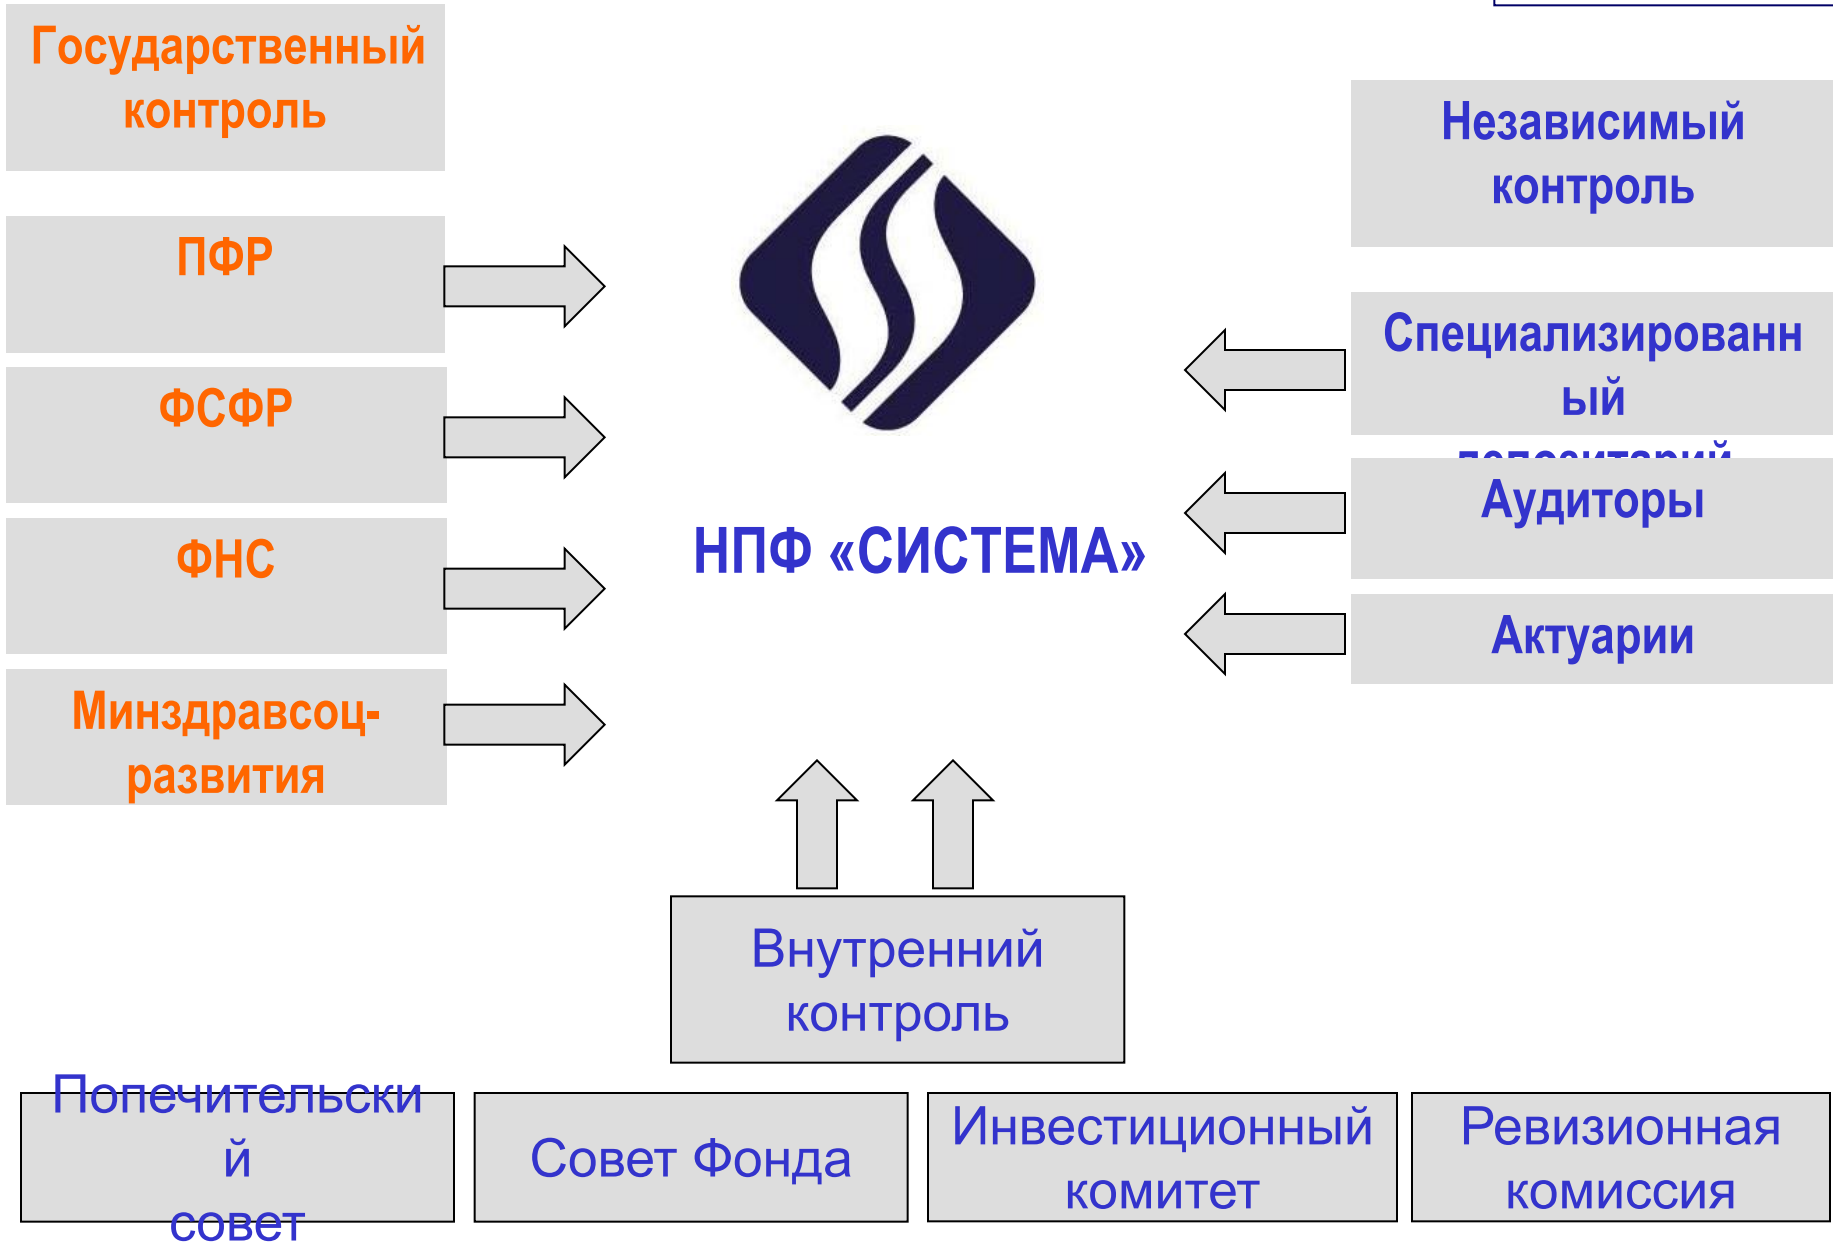 Государственный
контроль
ПФР
ФСФР
ФНС
Минздравсоц-
развития
НПФ «СИСТЕМА»
Независимый
контроль
Специализированн
ый
депозитарий
Аудиторы
Актуарии
Внутренний
контроль
Попечительски
й
совет
Совет Фонда
Инвестиционный
комитет
Ревизионная
комиссия